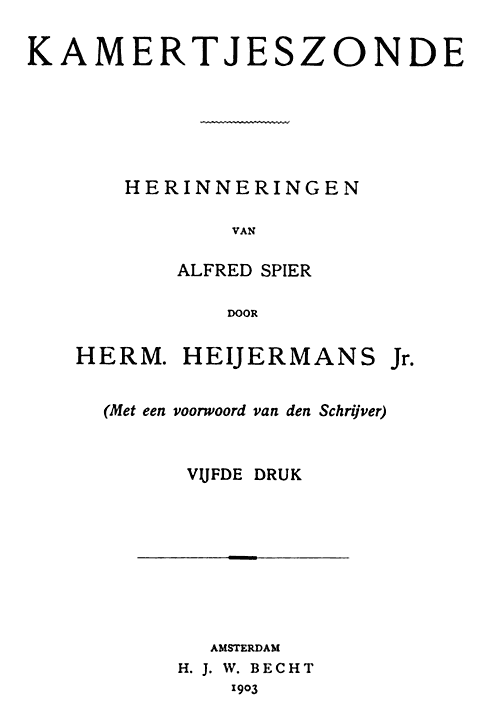 KAMERTJESZONDE
HERINNERINGEN
VAN
ALFRED SPIER
DOOR
HERM. HEIJERMANS Jr.
(Met een voorwoord van den Schrijver)
VIJFDE DRUK
AMSTERDAM
H. J. W. BECHT
1903